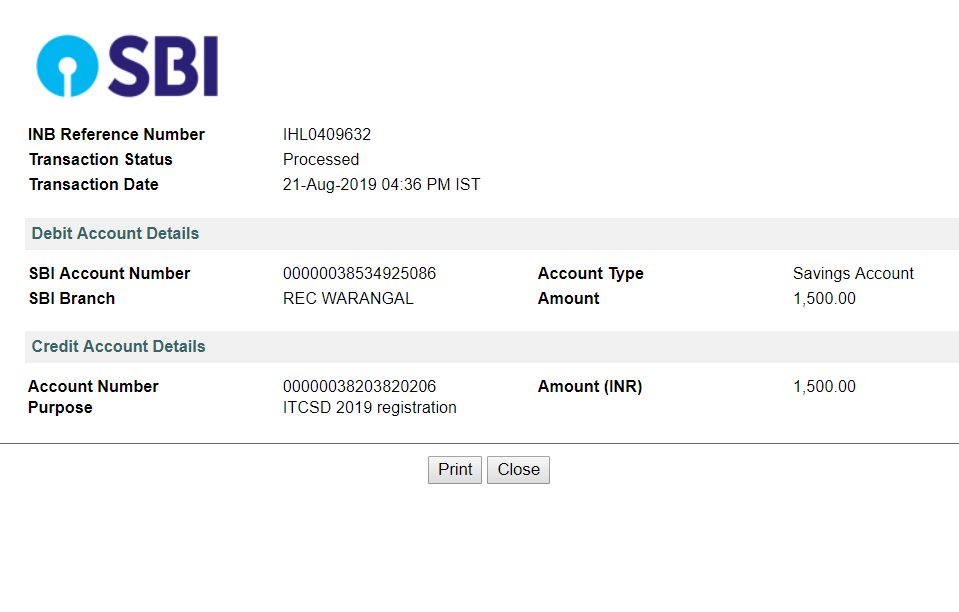 SBI
INB Reference Number IHL0409632
Transaction Status Processed
Transaction Date 21-Aug-2019 04:36 PM IST
Debit Account Details
SBI Account Number 00000038534925086 Account Type Savings Account
SBI Branch REC WARANGAL Amount 1,500.00
Credit Account Details
Account Number 00000038203820206 Amount (INR) 1,500.00
Purpose ITCSD 2019 registration
Print Close